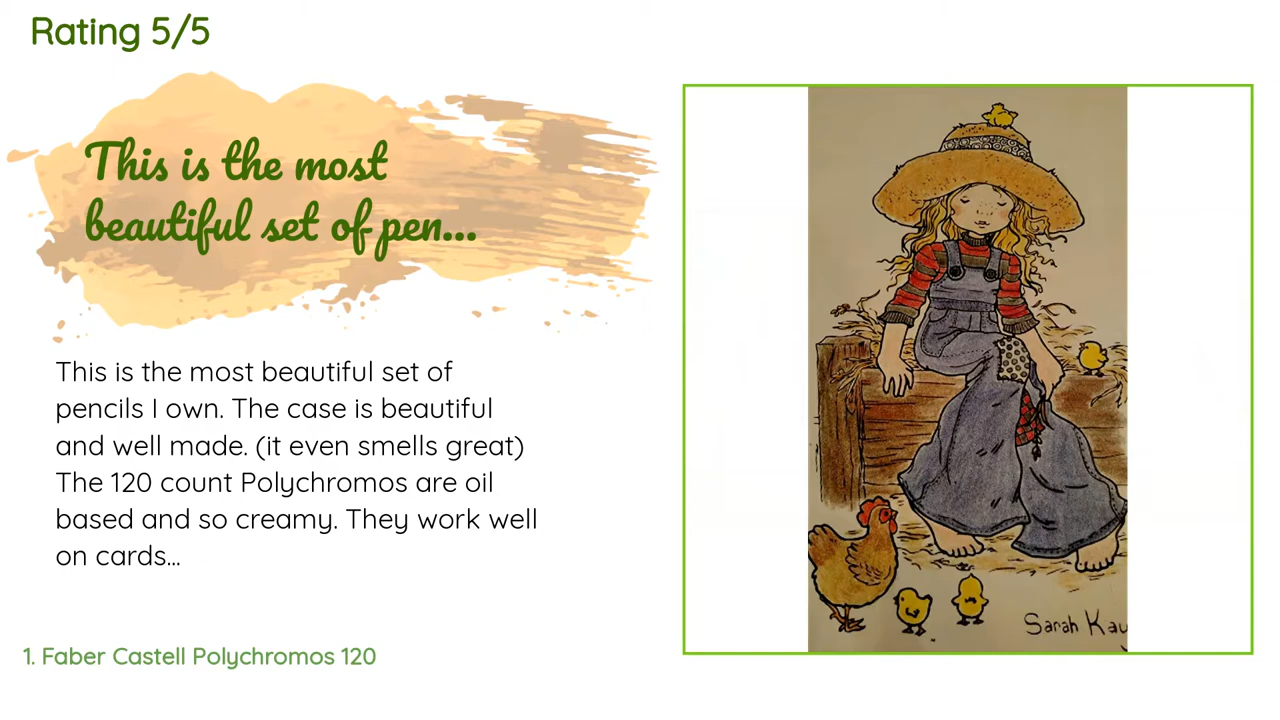 Rating 5/5
This is the most
beautiful set of pen...
This is the most beautiful set of
pencils I own. The case is beautiful
and well made. (it even smells great)
The 120 count Polychromos are oil
based and so creamy. They work well
on cards...
1. Faber Castell Polychromos 120
Sarah Kay